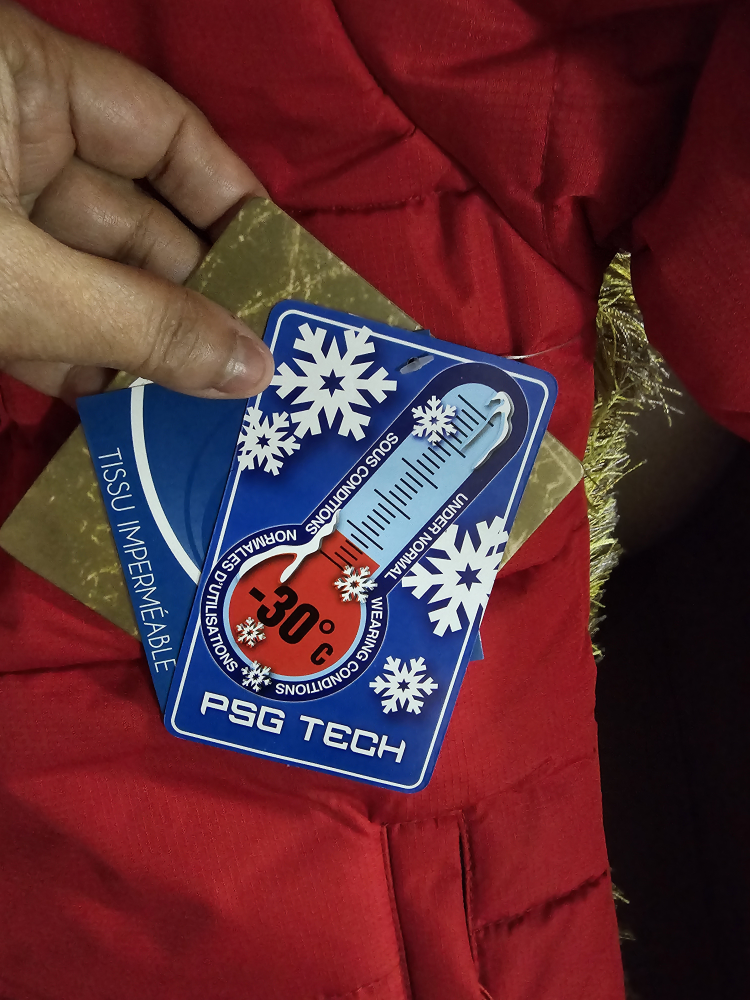 TISSU IMPERMÉABLE
SOUS CONDITIONS
NORMALES D'UTILISATIONS
UNDER NORMAL
WEARING CONDITIONS
-30°C
PSG TECH